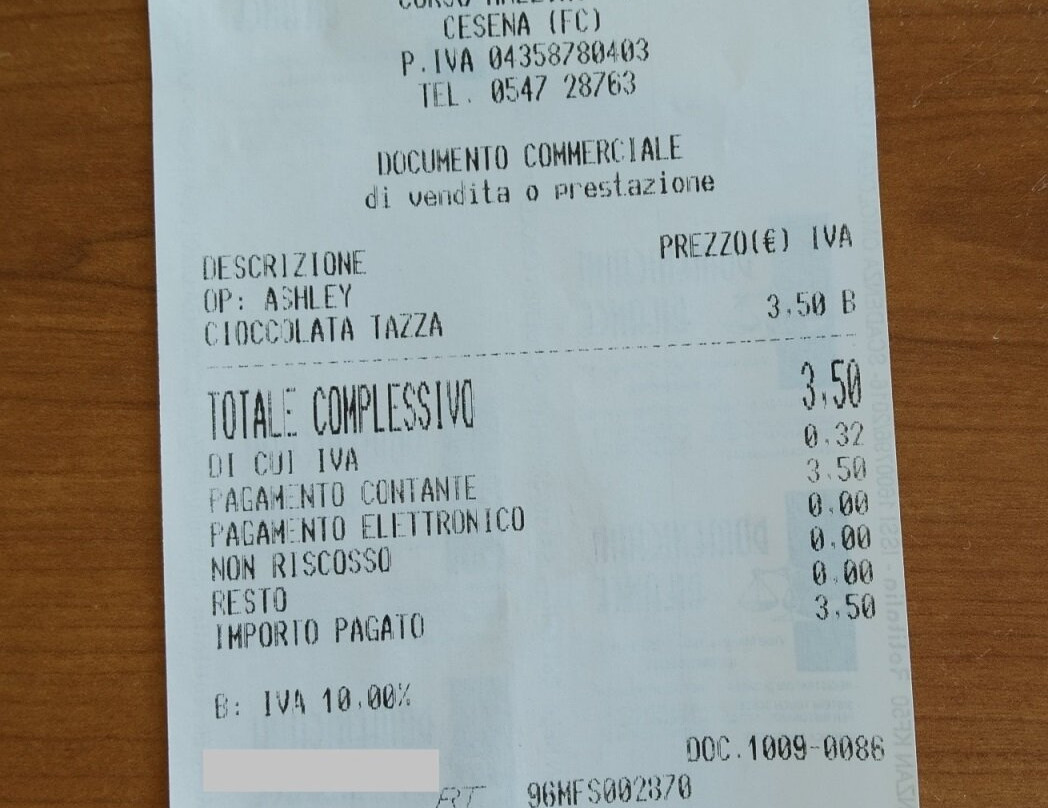 CESENA (FC)
P.IVA 04358780403
TEL. 0547 28763
DOCUMENTO COMMERCIALE
di vendita o prestazione
DESCRIZIONE PREZZO(€) IVA
OP: ASHLEY
CIOCCOLATA TAZZA 3,50 B
TOTALE COMPLESSIVO 3,50
DI CUI IVA 0.32
PAGAMENTO CONTANTE 3.50
PAGAMENTO ELETTRONICO 0.00
NON RISCOSSO 0.00
RESTO 0.00
IMPORTO PAGATO 3,50
B: IVA 10.00%
DOC.1009-0086
RT 96MFS002870